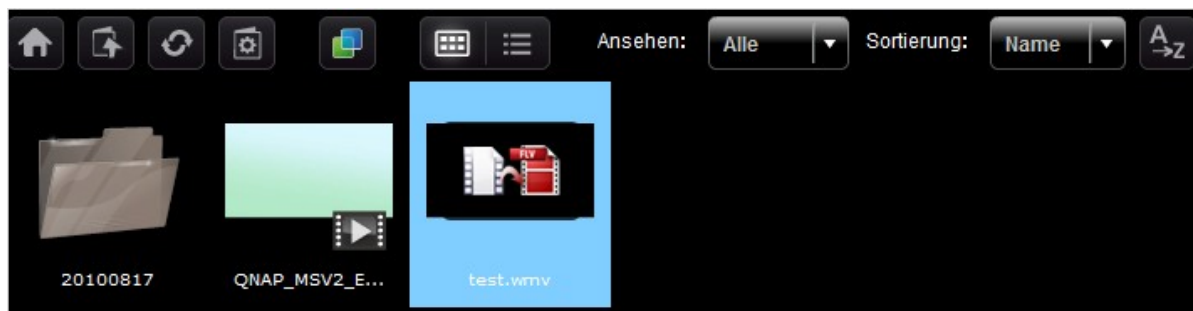 Ansehen: Alle Sortierung: Name A→Z
FLV
20100817 QNAP_MSV2_E... test.wmv